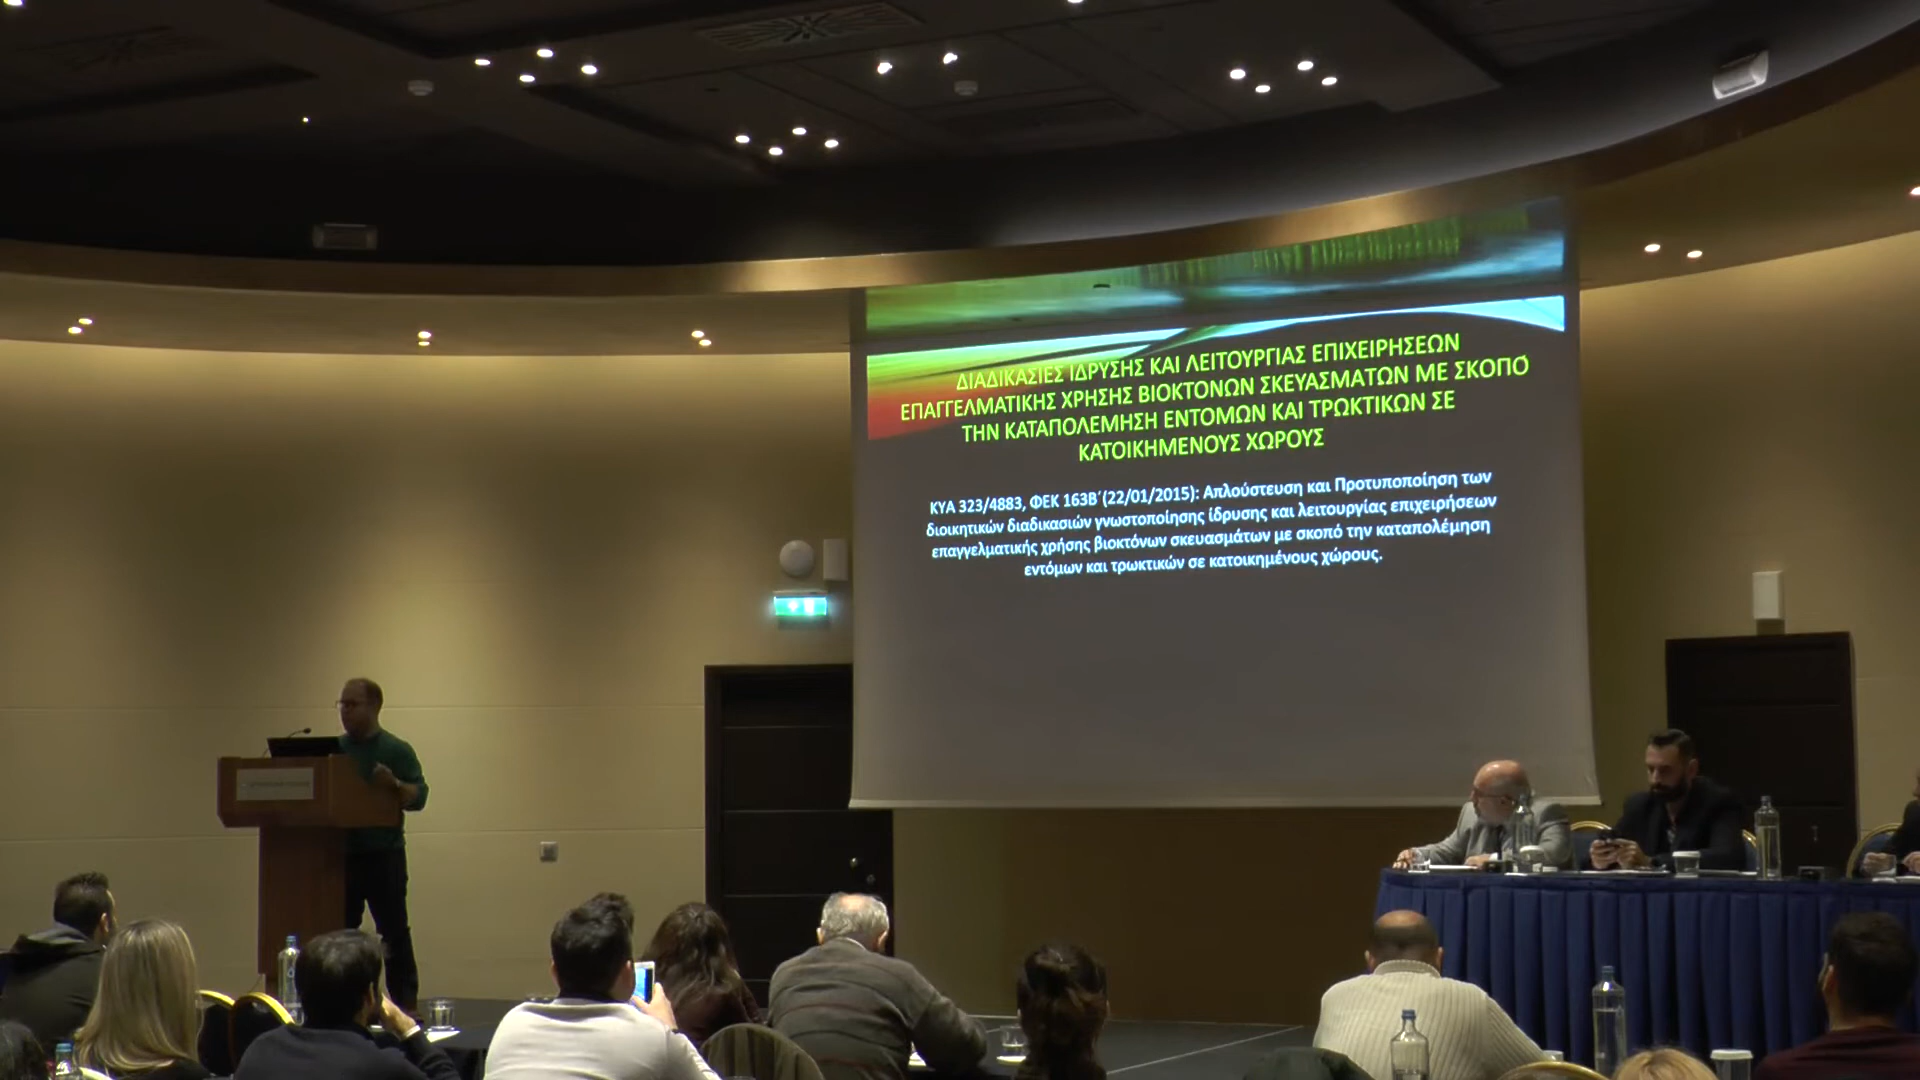 ΔΙΑΔΙΚΑΣΙΕΣ ΙΔΡΥΣΗΣ ΚΑΙ ΛΕΙΤΟΥΡΓΙΑΣ ΕΠΙΧΕΙΡΗΣΕΩΝ
ΕΠΑΓΓΕΛΜΑΤΙΚΗΣ ΧΡΗΣΗΣ ΒΙΟΚΤΟΝΩΝ ΣΚΕΥΑΣΜΑΤΩΝ ΜΕ ΣΚΟΠΟ
ΤΗΝ ΚΑΤΑΠΟΛΕΜΗΣΗ ΕΝΤΟΜΩΝ ΚΑΙ ΤΡΩΚΤΙΚΩΝ ΣΕ
ΚΑΤΟΙΚΗΜΕΝΟΥΣ ΧΩΡΟΥΣ
ΚΥΑ 323/4883, ΦΕΚ 163Β΄(22/01/2015): Απλούστευση και Προτυποποίηση των
διοικητικών διαδικασιών γνωστοποίησης ίδρυσης και λειτουργίας επιχειρήσεων
επαγγελματικής χρήσης βιοκτόνων σκευασμάτων με σκοπό την καταπολέμηση
εντόμων και τρωκτικών σε κατοικημένους χώρους.